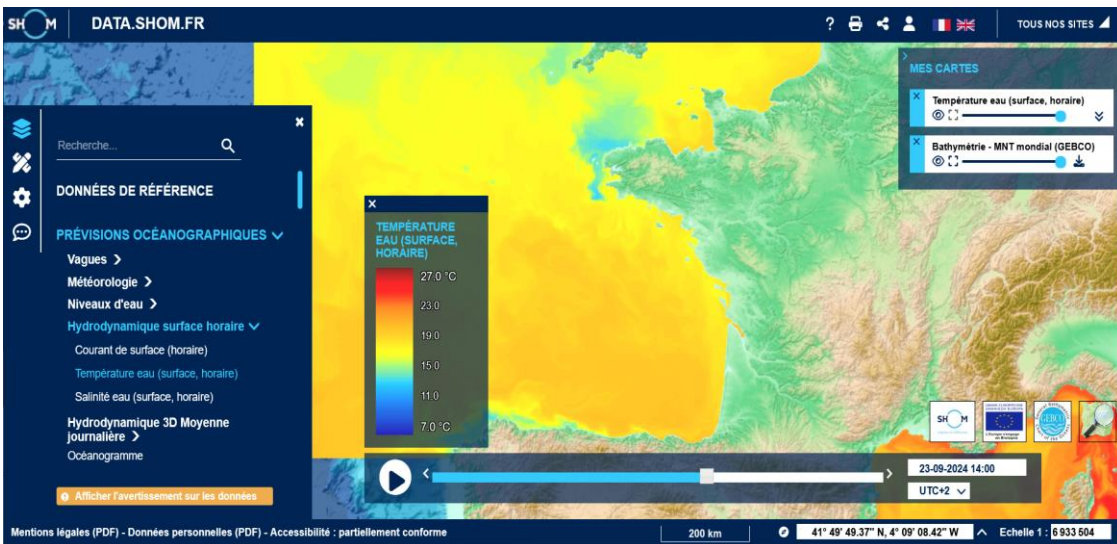 SH M
DATA.SHOM.FR
?
TOUS NOS SITES
Recherche...
DONNÉES DE RÉFÉRENCE
PRÉVISIONS OCÉANOGRAPHIQUES
Vagues
Météorologie
Niveaux d'eau
Hydrodynamique surface horaire
Courant de surface (horaire)
Température eau (surface, horaire)
Salinité eau (surface, horaire)
Hydrodynamique 3D Moyenne
journalière
Océanogramme
Afficher l'avertissement sur les données
TEMPÉRATURE
EAU (SURFACE,
HORAIRE)
27.0 °C
23.0
19.0
15.0
11.0
7.0 °C
MES CARTES
Température eau (surface, horaire)
Bathymétrie - MNT mondial (GEBCO)
SH M
GEBCO
23-09-2024 14:00
UTC+2
Mentions légales (PDF) - Données personnelles (PDF) - Accessibilité : partiellement conforme
200 km
41° 49' 49.37" N, 4° 09' 08.42" W
Echelle 1 : 6 933 504